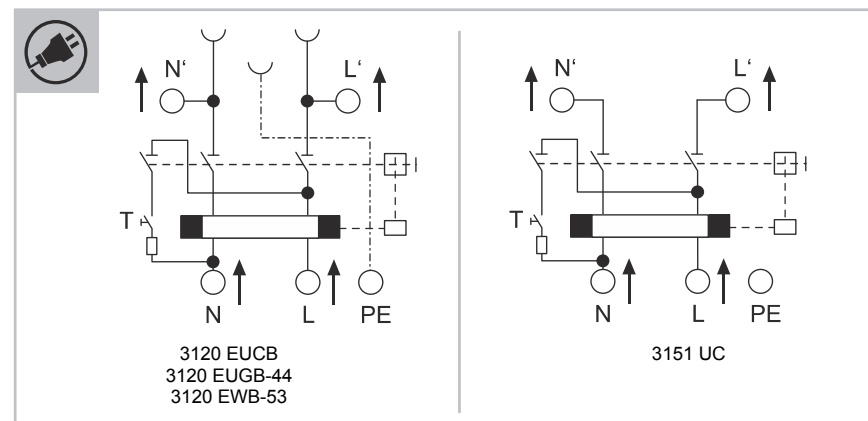 N‘ L‘
T
N L PE
3120 EUCB
3120 EUGB-44
3120 EWB-53
N‘ L‘
T
N L PE
3151 UC